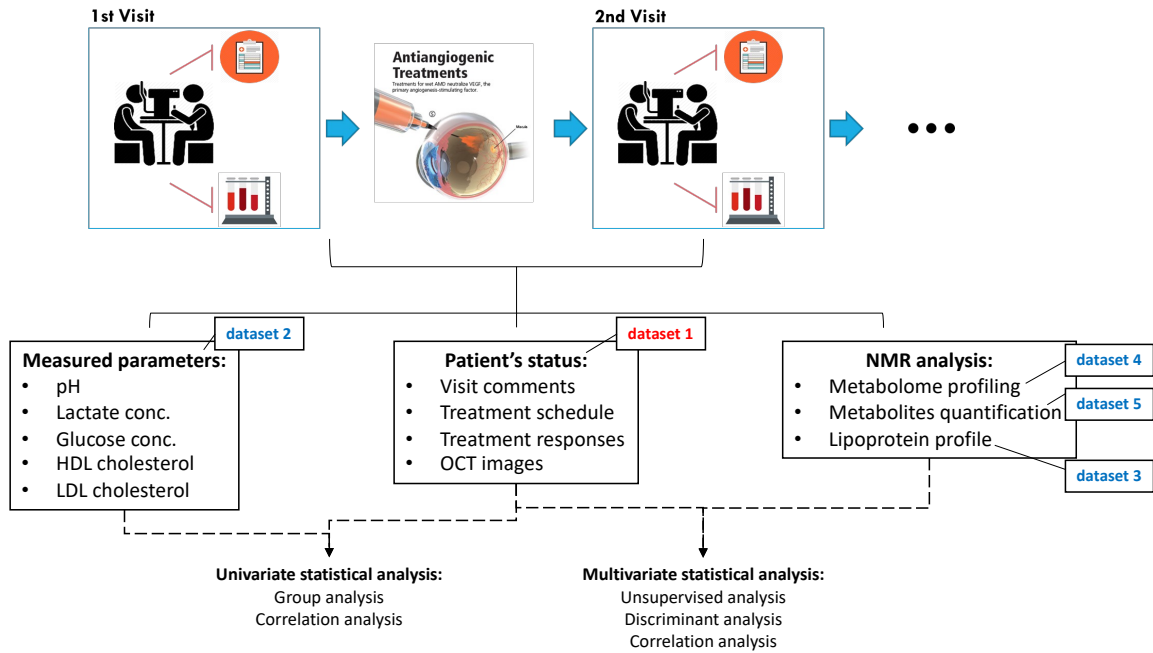 1st Visit
2nd Visit
Antiangiogenic
Treatments
Treatments for wet AMD neutralize VEGF, the
primary angiogenesis-stimulating factor.
Macula
dataset 2
dataset 1
Measured parameters:
• pH
• Lactate conc.
• Glucose conc.
• HDL cholesterol
• LDL cholesterol
Patient's status:
• Visit comments
• Treatment schedule
• Treatment responses
• OCT images
NMR analysis:
• Metabolome profiling
• Metabolites quantification
• Lipoprotein profile
dataset 4
dataset 5
dataset 3
Univariate statistical analysis:
Group analysis
Correlation analysis
Multivariate statistical analysis:
Unsupervised analysis
Discriminant analysis
Correlation analysis